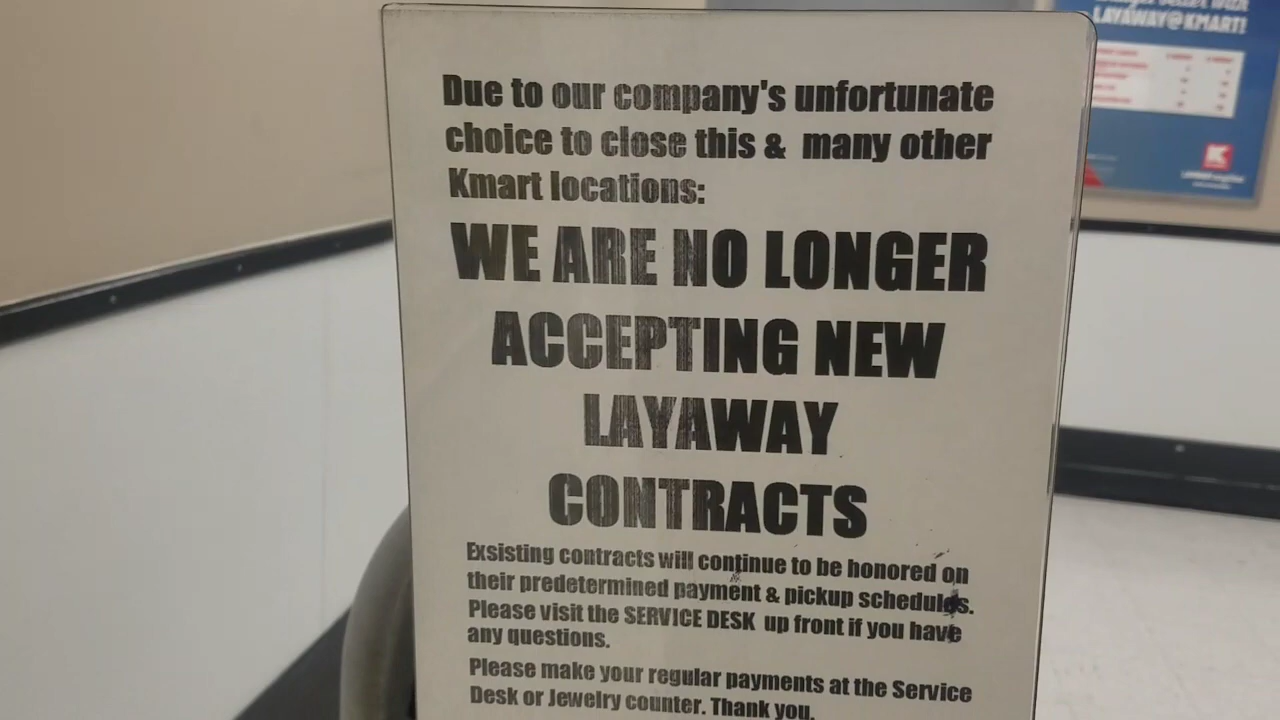 LAYAWAY@KMART!
Due to our company's unfortunate
choice to close this & many other
Kmart locations:
WE ARE NO LONGER
ACCEPTING NEW
LAYAWAY
CONTRACTS
Exsisting contracts will continue to be honored on
their predetermined payment & pickup schedules.
Please visit the SERVICE DESK up front if you have
any questions.
Please make your regular payments at the Service
Desk or Jewelry counter. Thank you.